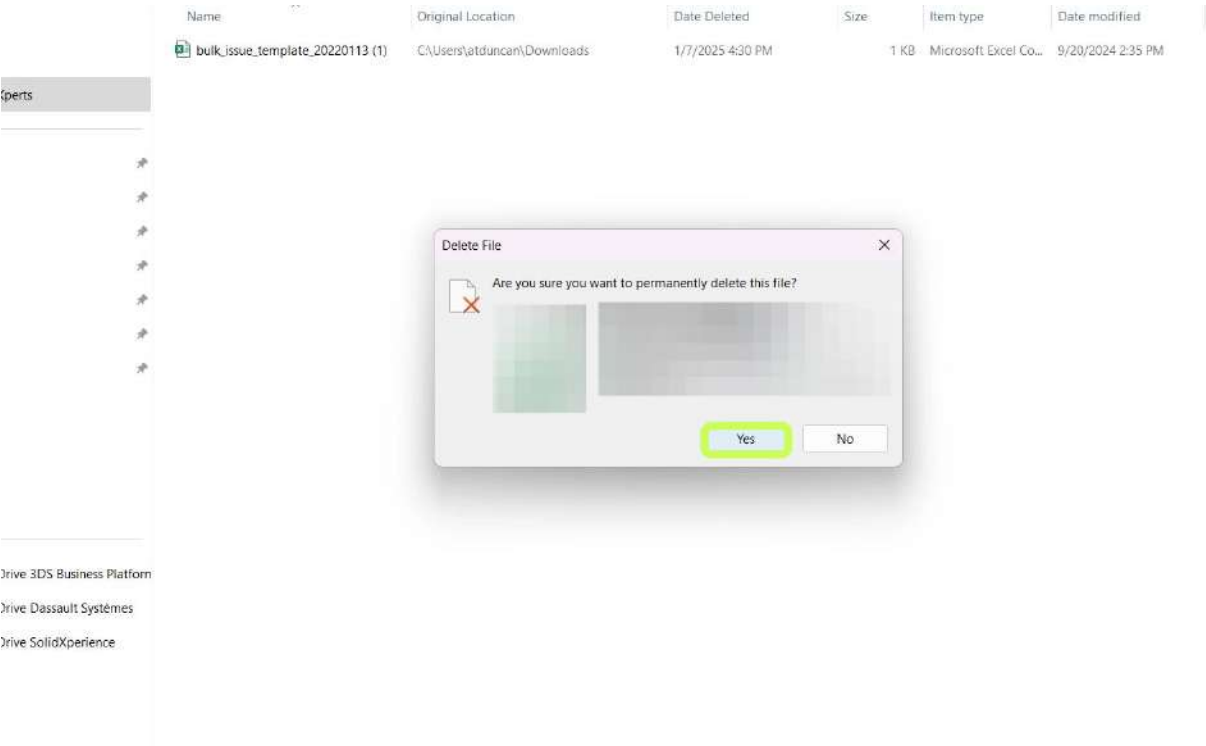 Name Original Location Date Deleted Size Item type Date modified
bulk_issue_template_20220113 (1) C:\Users\atduncan\Downloads 1/7/2025 4:30 PM 1 KB Microsoft Excel Co... 9/20/2024 2:35 PM
Xperts
Delete File
Are you sure you want to permanently delete this file?
Yes No
Drive 3DS Business Platform
Drive Dassault Systèmes
Drive SolidXperience